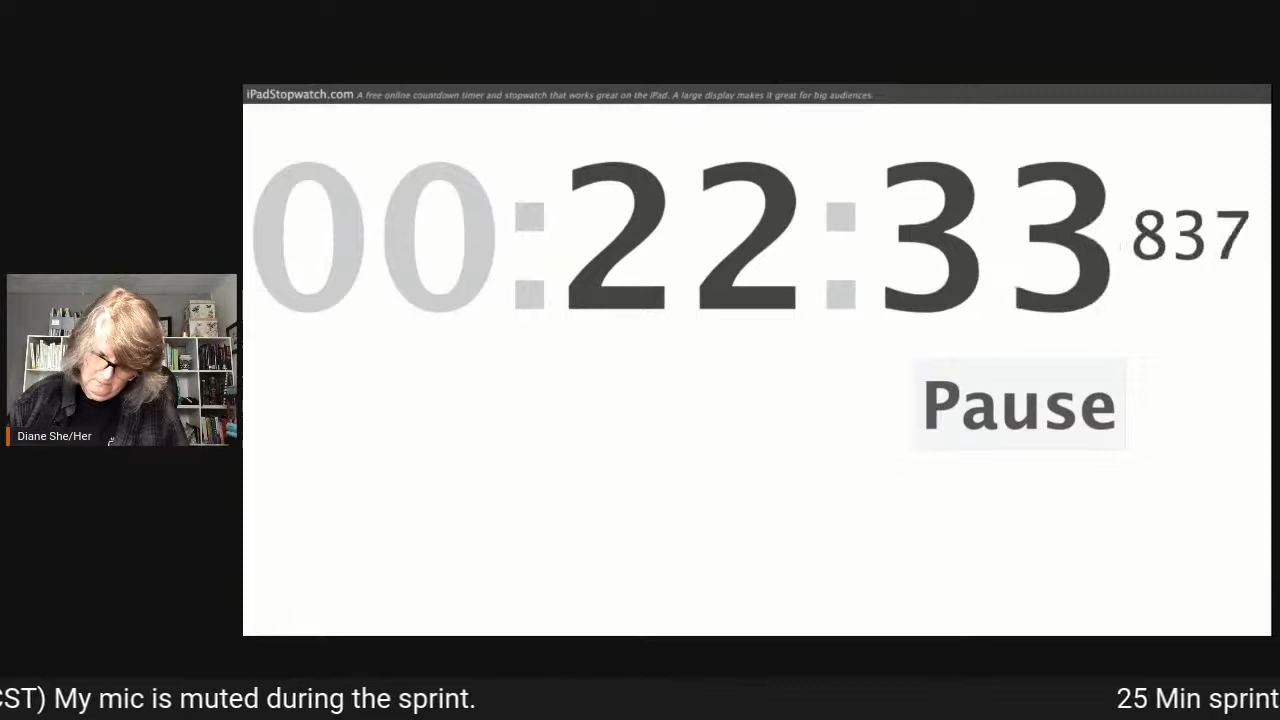 iPadStopwatch.com A free online countdown timer and stopwatch that works great on the iPad. A large display makes it great for big audiences.
00:22:33 837
Pause
Diane She/Her
CST) My mic is muted during the sprint. 25 Min sprint